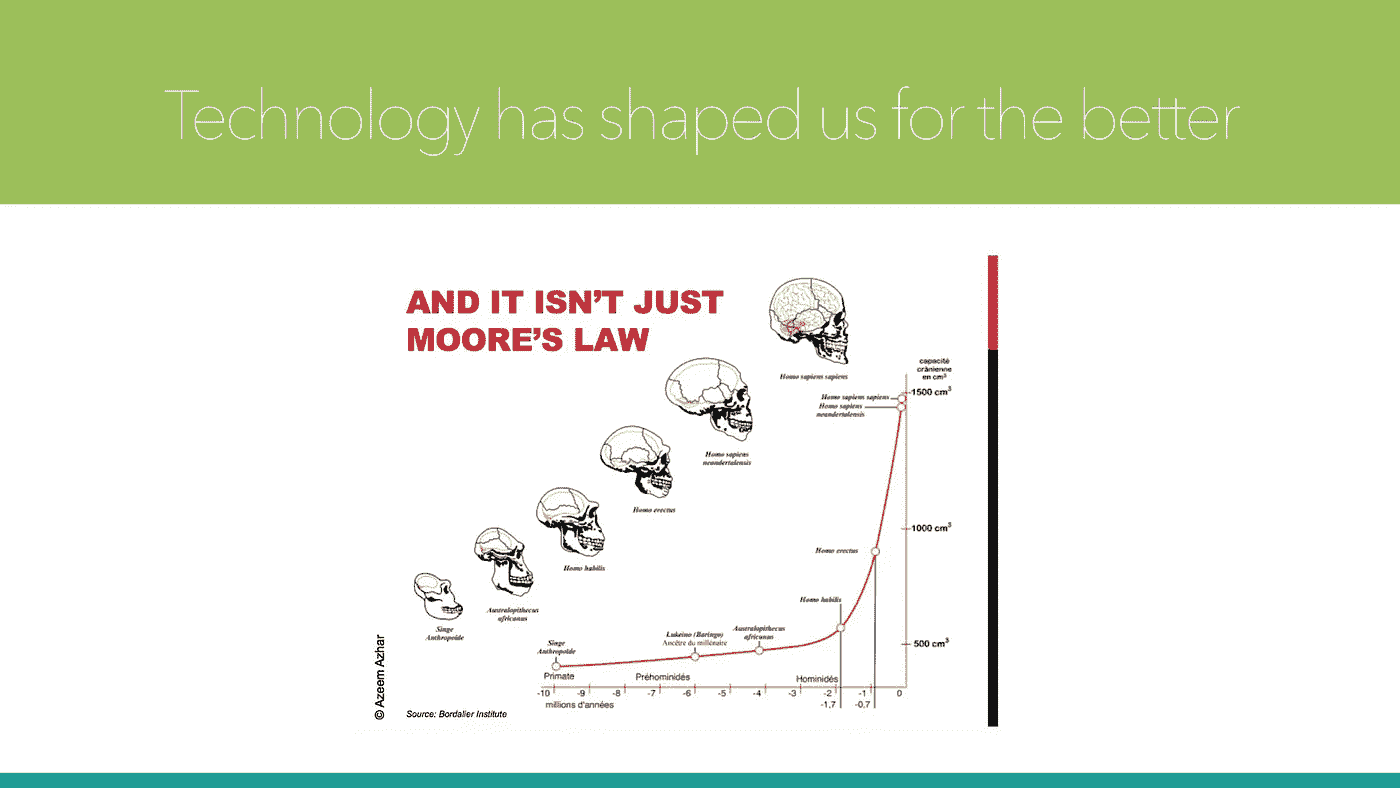 Technology has shaped us for the better
AND IT ISN'T JUST
MOORE'S LAW
Homo sapiens sapiens
Homo sapiens
neandertalensis
Homo erectus
Homo habilis
Australopithecus
africanus
Singe
Anthropoïde
capacité
crânienne
en cm³
1500 cm³
Homo sapiens sapiens
Homo sapiens
neandertalensis
1000 cm³
Homo erectus
Homo habilis
500 cm³
Singe
Anthropoïde
Lukeino (Baringo)
Ancêtre du millénaire
Australopithecus
africanus
Primate
Préhominidés
Hominidés
-10 -9 -8 -7 -6 -5 -4 -3 -2 -1 0
millions d'années
-1,7 -0,7
© Azeem Azhar
Source: Bordalier Institute